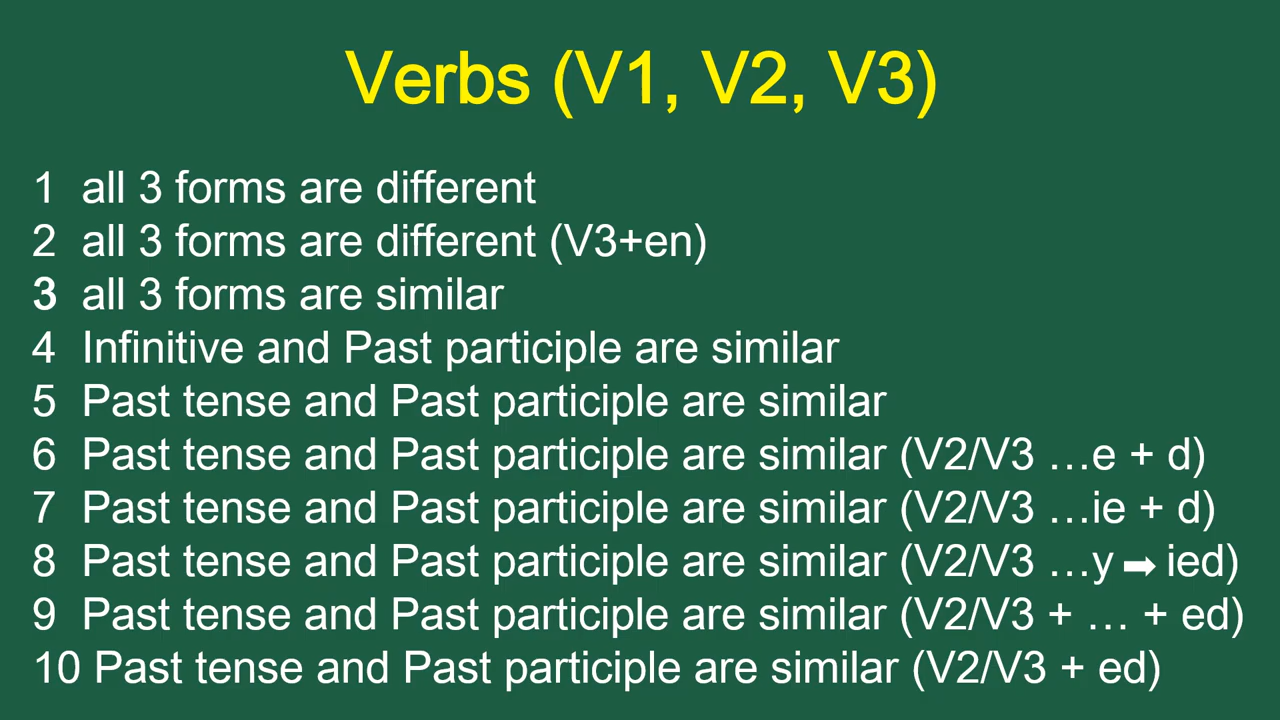 Verbs (V1, V2, V3)
1 all 3 forms are different
2 all 3 forms are different (V3+en)
3 all 3 forms are similar
4 Infinitive and Past participle are similar
5 Past tense and Past participle are similar
6 Past tense and Past participle are similar (V2/V3 …e + d)
7 Past tense and Past participle are similar (V2/V3 …ie + d)
8 Past tense and Past participle are similar (V2/V3 …y ➡ ied)
9 Past tense and Past participle are similar (V2/V3 + … + ed)
10 Past tense and Past participle are similar (V2/V3 + ed)